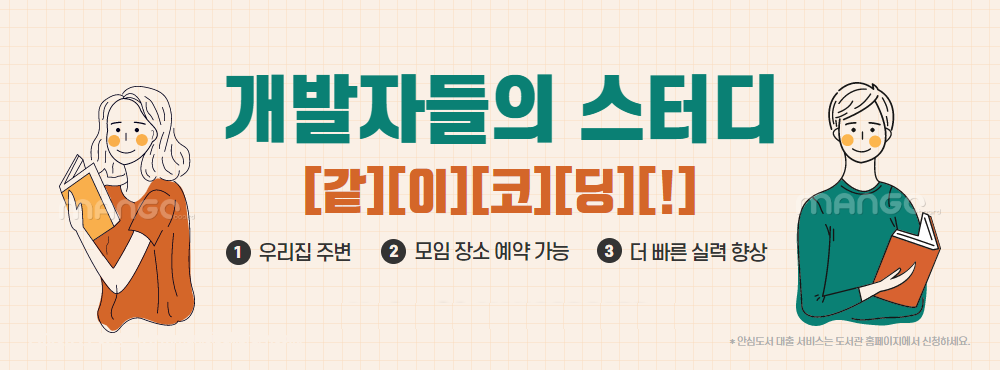 개발자들의 스터디
[같][이][코][딩][!]
1 우리집 주변 2 모임 장소 예약 가능 3 더 빠른 실력 향상
MANGO
MANGO
* 안심도서 대출 서비스는 도서관 홈페이지에서 신청하세요.